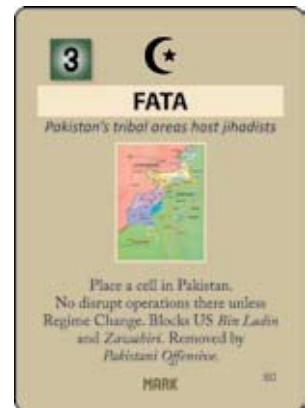 3
FATA
Pakistan's tribal areas host jihadists
Place a cell in Pakistan.
No disrupt operations there unless
Regime Change. Blocks US Bin Ladin
and Zawahiri. Removed by
Pakistani Offensive.
MARK